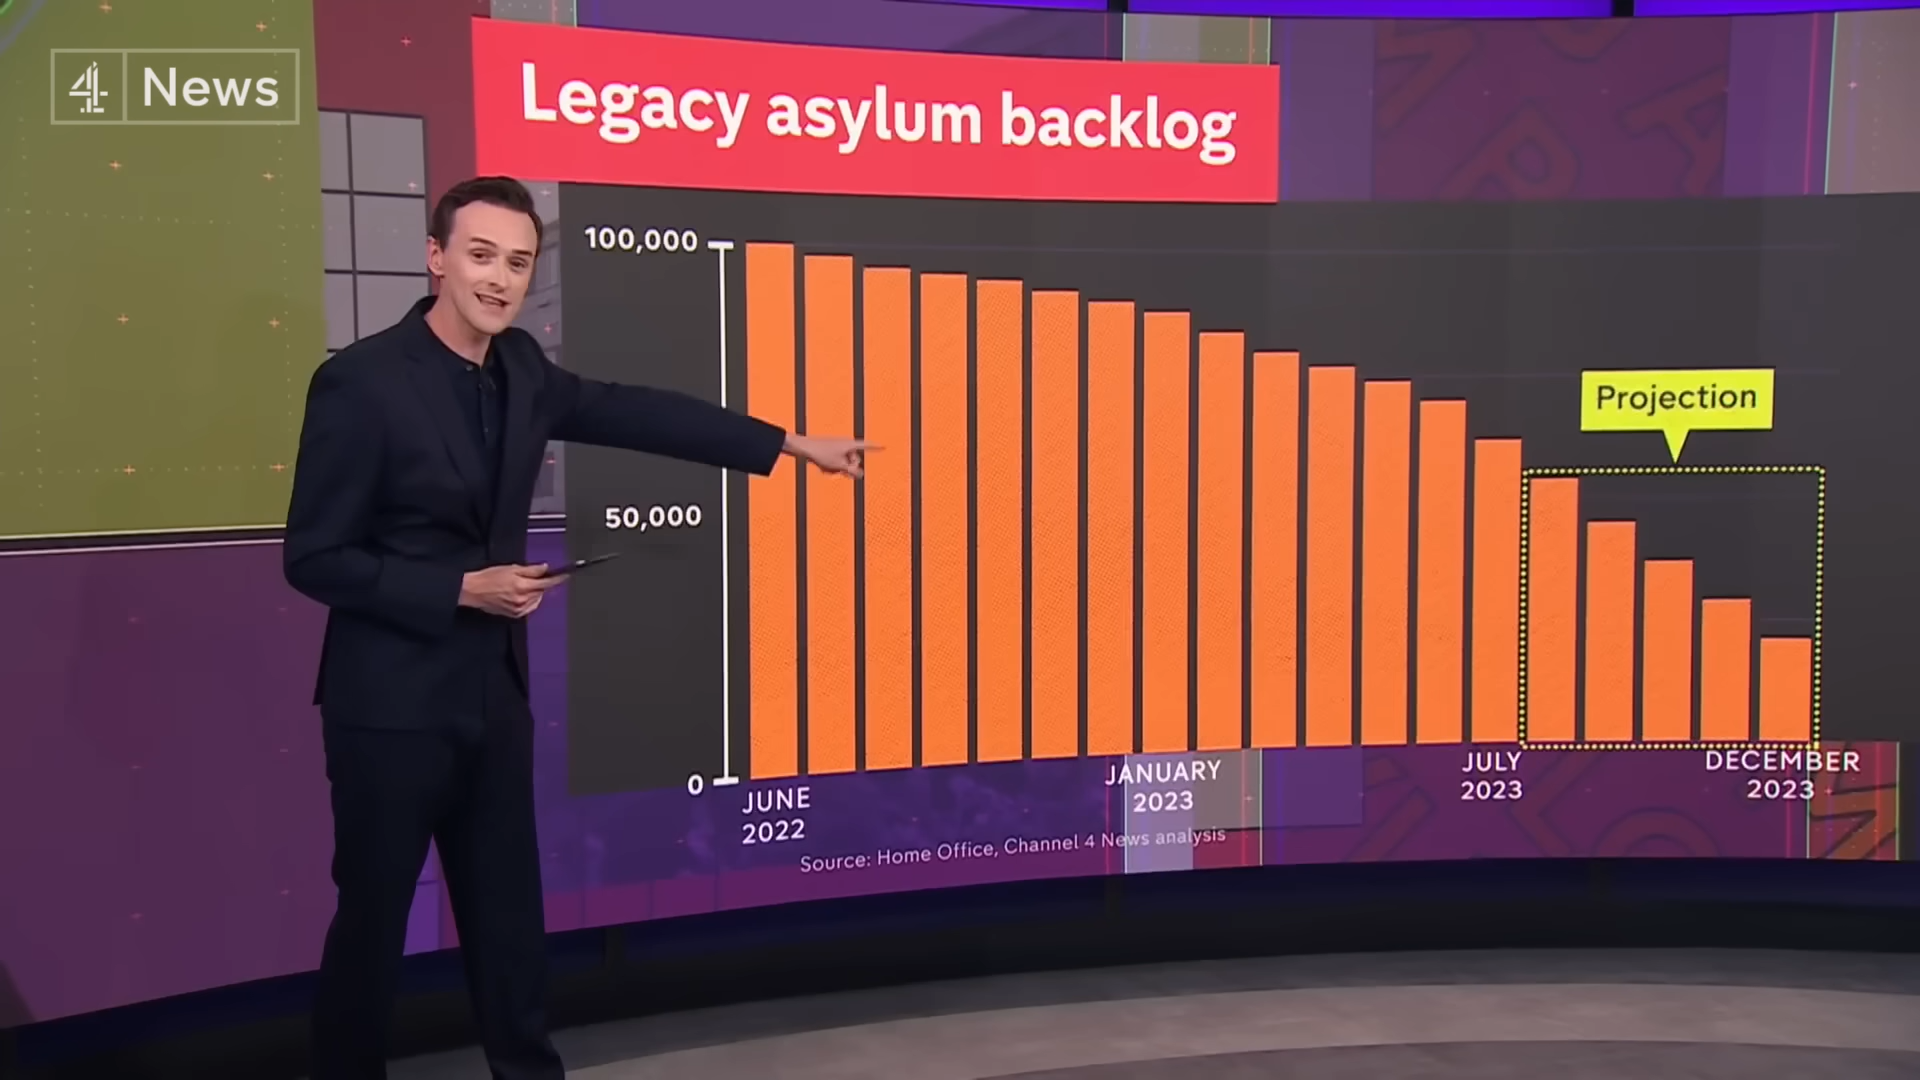 4 News
Legacy asylum backlog
100,000
Projection
50,000
0
JUNE
2022
JANUARY
2023
JULY
2023
DECEMBER
2023
Source: Home Office, Channel 4 News analysis